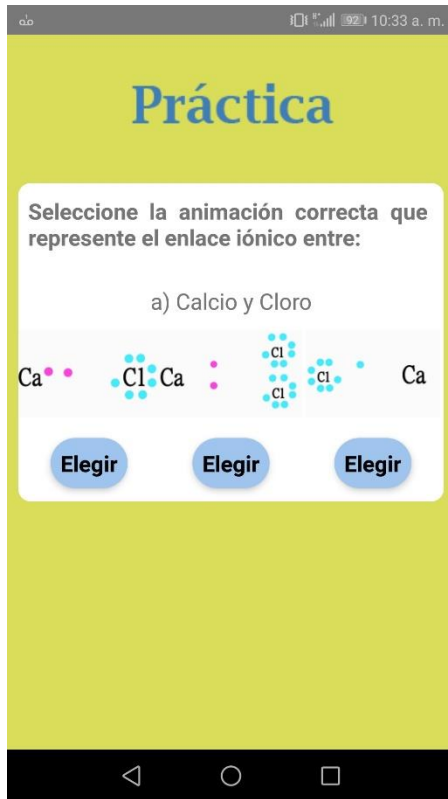 92 10:33 a. m.
Práctica
Seleccione la animación correcta que
represente el enlace iónico entre:
a) Calcio y Cloro
Ca Cl Ca Cl Cl Cl Ca
Elegir Elegir Elegir